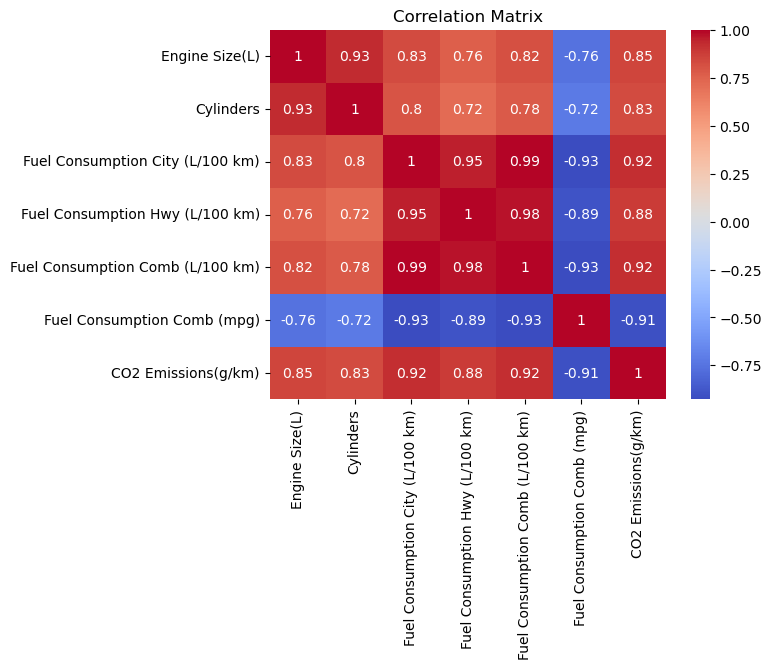 Correlation Matrix
Engine Size(L) 1 0.93 0.83 0.76 0.82 -0.76 0.85
Cylinders 0.93 1 0.8 0.72 0.78 -0.72 0.83
Fuel Consumption City (L/100 km) 0.83 0.8 1 0.95 0.99 -0.93 0.92
Fuel Consumption Hwy (L/100 km) 0.76 0.72 0.95 1 0.98 -0.89 0.88
Fuel Consumption Comb (L/100 km) 0.82 0.78 0.99 0.98 1 -0.93 0.92
Fuel Consumption Comb (mpg) -0.76 -0.72 -0.93 -0.89 -0.93 1 -0.91
CO2 Emissions(g/km) 0.85 0.83 0.92 0.88 0.92 -0.91 1
Engine Size(L)
Cylinders
Fuel Consumption City (L/100 km)
Fuel Consumption Hwy (L/100 km)
Fuel Consumption Comb (L/100 km)
Fuel Consumption Comb (mpg)
CO2 Emissions(g/km)
1.00
0.75
0.50
0.25
0.00
−0.25
−0.50
−0.75